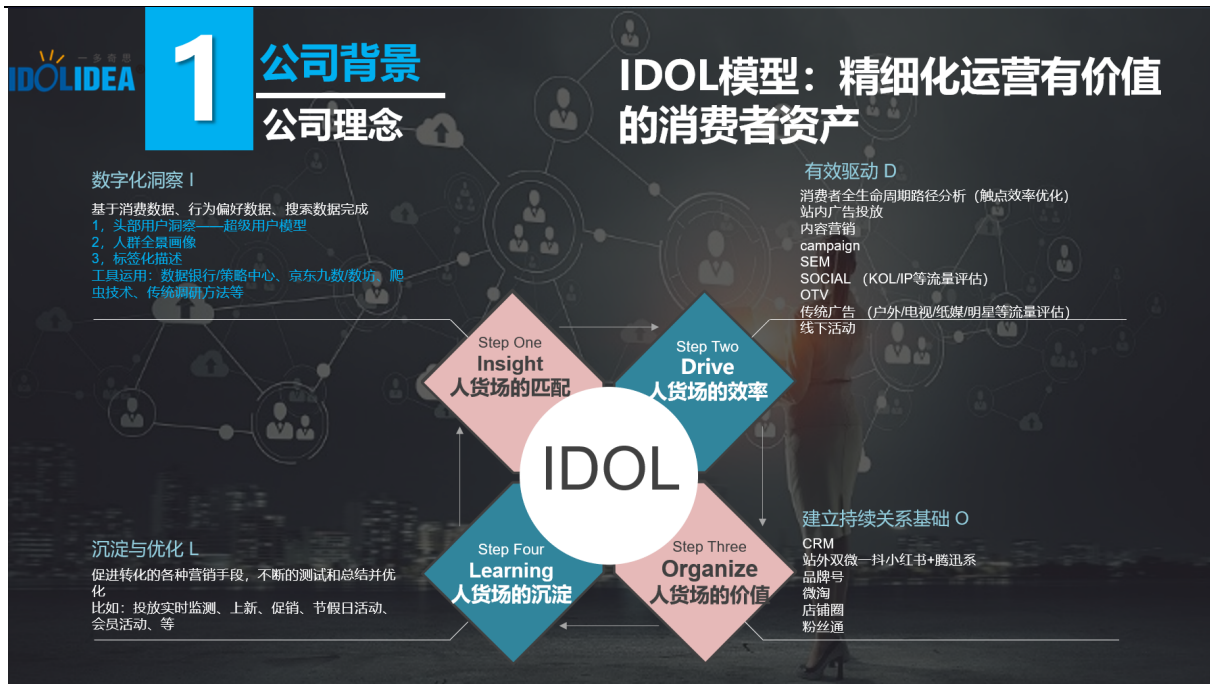 一多奇思
IDOLIDEA
1
公司背景
公司理念
IDOL模型：精细化运营有价值
的消费者资产
数字化洞察 I
基于消费数据、行为偏好数据、搜索数据完成
1，头部用户洞察——超级用户模型
2，人群全景画像
3，标签化描述
工具运用：数据银行/策略中心、京东九数/数坊、爬
虫技术、传统调研方法等
有效驱动 D
消费者全生命周期路径分析（触点效率优化）
站内广告投放
内容营销
campaign
SEM
SOCIAL （KOL/IP等流量评估）
OTV
传统广告 （户外/电视/纸媒/明星等流量评估）
线下活动
Step One
Insight
人货场的匹配
Step Two
Drive
人货场的效率
IDOL
Step Four
Learning
人货场的沉淀
Step Three
Organize
人货场的价值
沉淀与优化 L
促进转化的各种营销手段，不断的测试和总结并优
化
比如：投放实时监测、上新、促销、节假日活动、
会员活动、等
建立持续关系基础 O
CRM
站外双微一抖小红书+腾迅系
品牌号
微淘
店铺圈
粉丝通